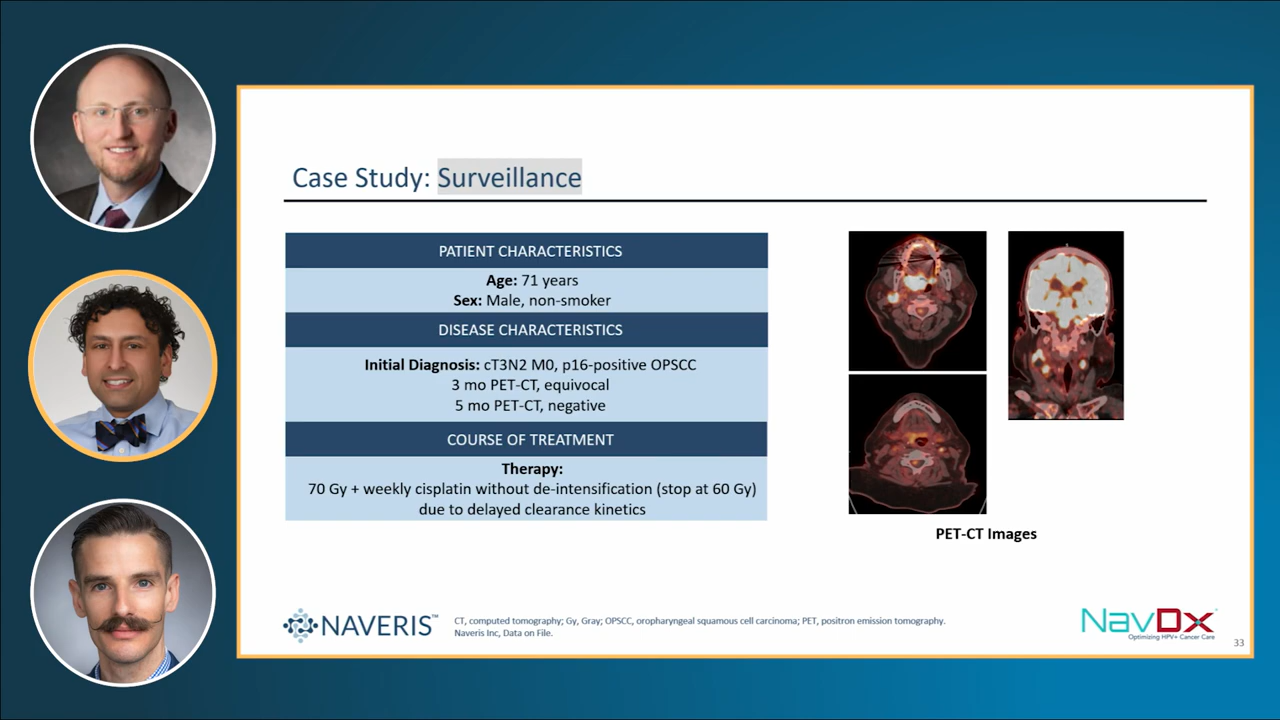 Case Study: Surveillance
PATIENT CHARACTERISTICS
Age: 71 years
Sex: Male, non-smoker
DISEASE CHARACTERISTICS
Initial Diagnosis: cT3N2 M0, p16-positive OPSCC
3 mo PET-CT, equivocal
5 mo PET-CT, negative
COURSE OF TREATMENT
Therapy:
70 Gy + weekly cisplatin without de-intensification (stop at 60 Gy)
due to delayed clearance kinetics
PET-CT Images
NAVERIS™
CT, computed tomography; Gy, Gray; OPSCC, oropharyngeal squamous cell carcinoma; PET, positron emission tomography.
Naveris Inc, Data on File.
NavDx
Optimizing HPV+ Cancer Care
33